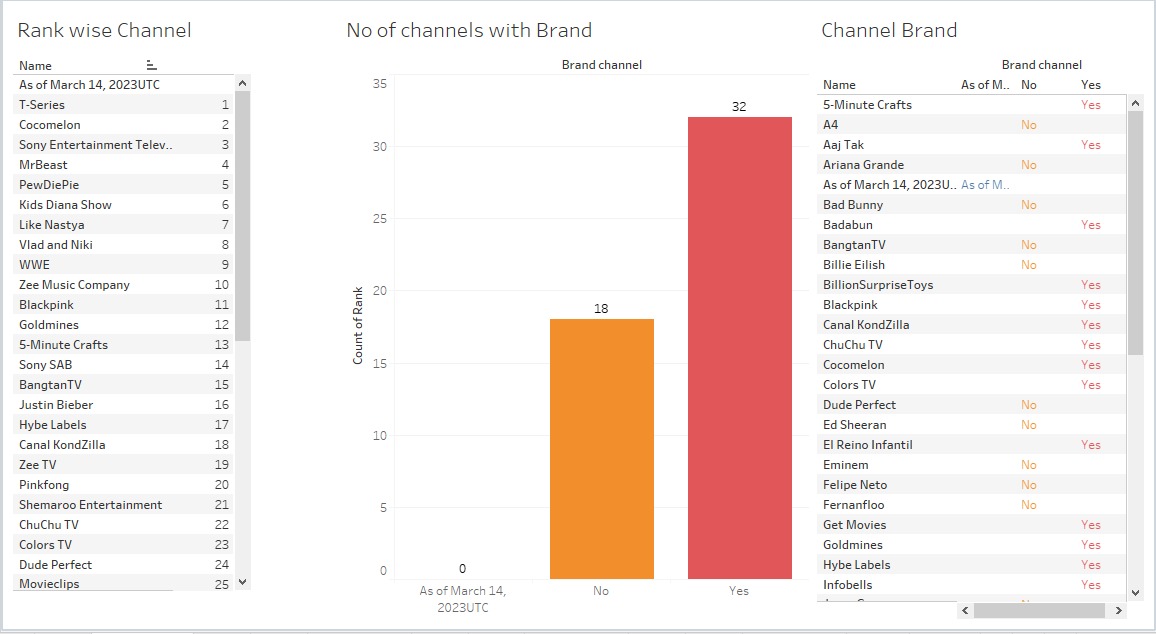 Rank wise Channel
Name
As of March 14, 2023UTC
T-Series 1
Cocomelon 2
Sony Entertainment Telev.. 3
MrBeast 4
PewDiePie 5
Kids Diana Show 6
Like Nastya 7
Vlad and Niki 8
WWE 9
Zee Music Company 10
Blackpink 11
Goldmines 12
5-Minute Crafts 13
Sony SAB 14
BangtanTV 15
Justin Bieber 16
Hybe Labels 17
Canal KondZilla 18
Zee TV 19
Pinkfong 20
Shemaroo Entertainment 21
ChuChu TV 22
Colors TV 23
Dude Perfect 24
Movieclips 25
No of channels with Brand
Brand channel
Count of Rank
35
30
25
20
15
10
5
0
0
18
32
As of March 14,
2023UTC
No
Yes
Channel Brand
Brand channel
Name As of M.. No Yes
5-Minute Crafts Yes
A4 No
Aaj Tak Yes
Ariana Grande No
As of March 14, 2023U.. As of M..
Bad Bunny No
Badabun Yes
BangtanTV No
Billie Eilish No
BillionSurpriseToys Yes
Blackpink Yes
Canal KondZilla Yes
ChuChu TV Yes
Cocomelon Yes
Colors TV Yes
Dude Perfect No
Ed Sheeran No
El Reino Infantil Yes
Eminem No
Felipe Neto No
Fernanfloo No
Get Movies Yes
Goldmines Yes
Hybe Labels Yes
Infobells Yes